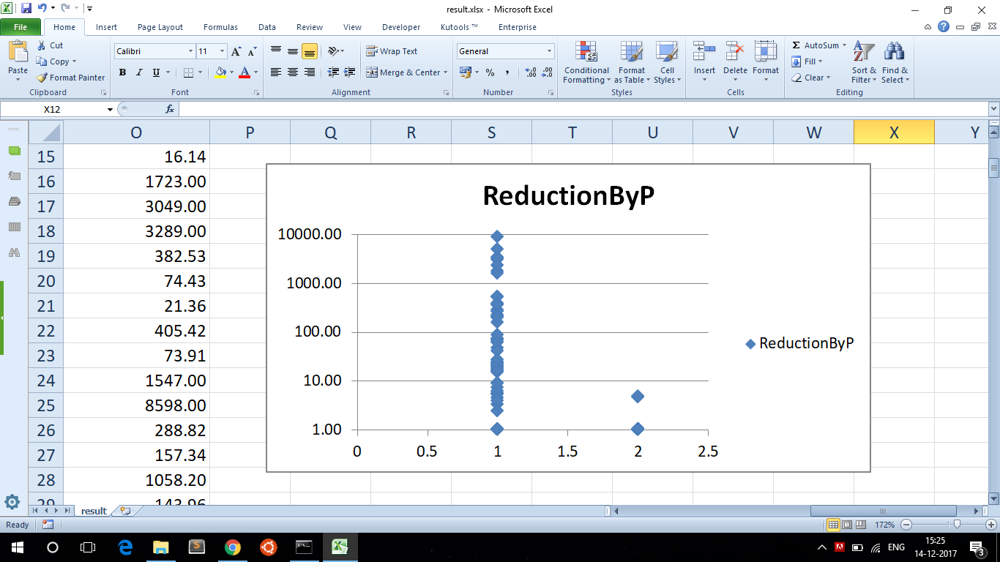 result.xlsx - Microsoft Excel
File Home Insert Page Layout Formulas Data Review View Developer Kutools ™ Enterprise
Paste Cut Copy Format Painter
Calibri 11 A A B I U A
Wrap Text Merge & Center
General % , .0 .00 .00 .0
Conditional Formatting Format as Table Cell Styles
Insert Delete Format
Σ AutoSum Fill Clear Sort & Filter Find & Select
Clipboard Font Alignment Number Styles Cells Editing
X12 fx
O P Q R S T U V W X Y
15 16.14
16 1723.00
17 3049.00
18 3289.00
19 382.53
20 74.43
21 21.36
22 405.42
23 73.91
24 1547.00
25 8598.00
26 288.82
27 157.34
28 1058.20
29 143.96
ReductionByP
10000.00
1000.00
100.00
10.00
1.00
0 0.5 1 1.5 2 2.5
ReductionByP
result
Ready 172%
ENG 15:25
14-12-2017 3